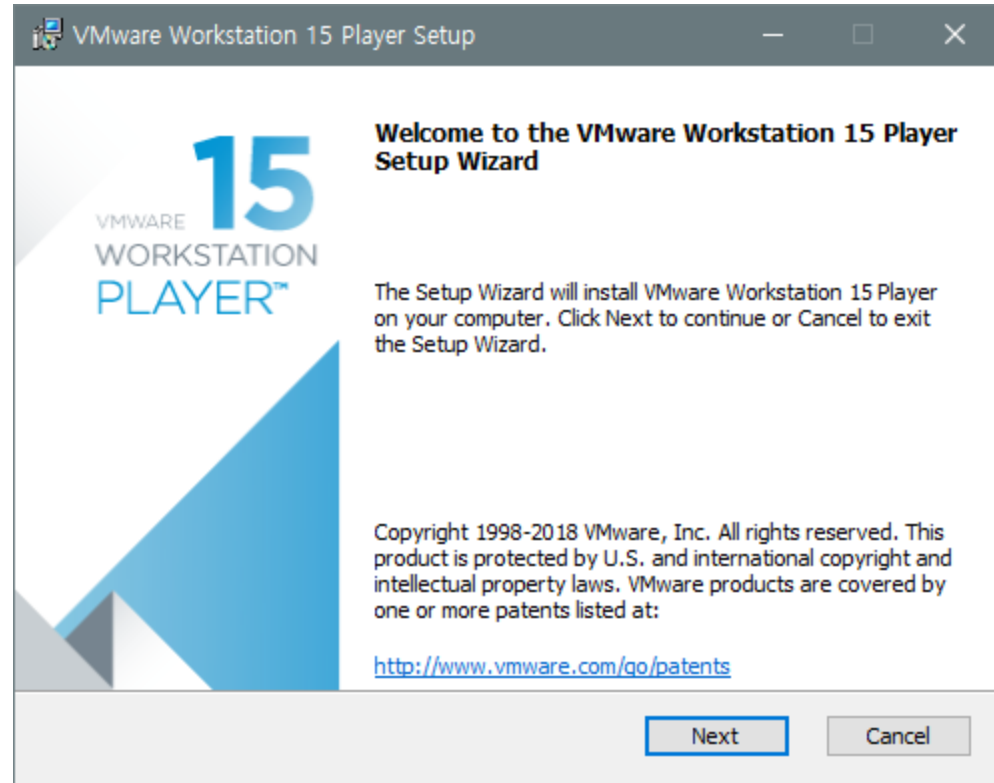 VMware Workstation 15 Player Setup
15
VMWARE
WORKSTATION
PLAYER™
Welcome to the VMware Workstation 15 Player
Setup Wizard
The Setup Wizard will install VMware Workstation 15 Player
on your computer. Click Next to continue or Cancel to exit
the Setup Wizard.
Copyright 1998-2018 VMware, Inc. All rights reserved. This
product is protected by U.S. and international copyright and
intellectual property laws. VMware products are covered by
one or more patents listed at:
http://www.vmware.com/go/patents
Next
Cancel